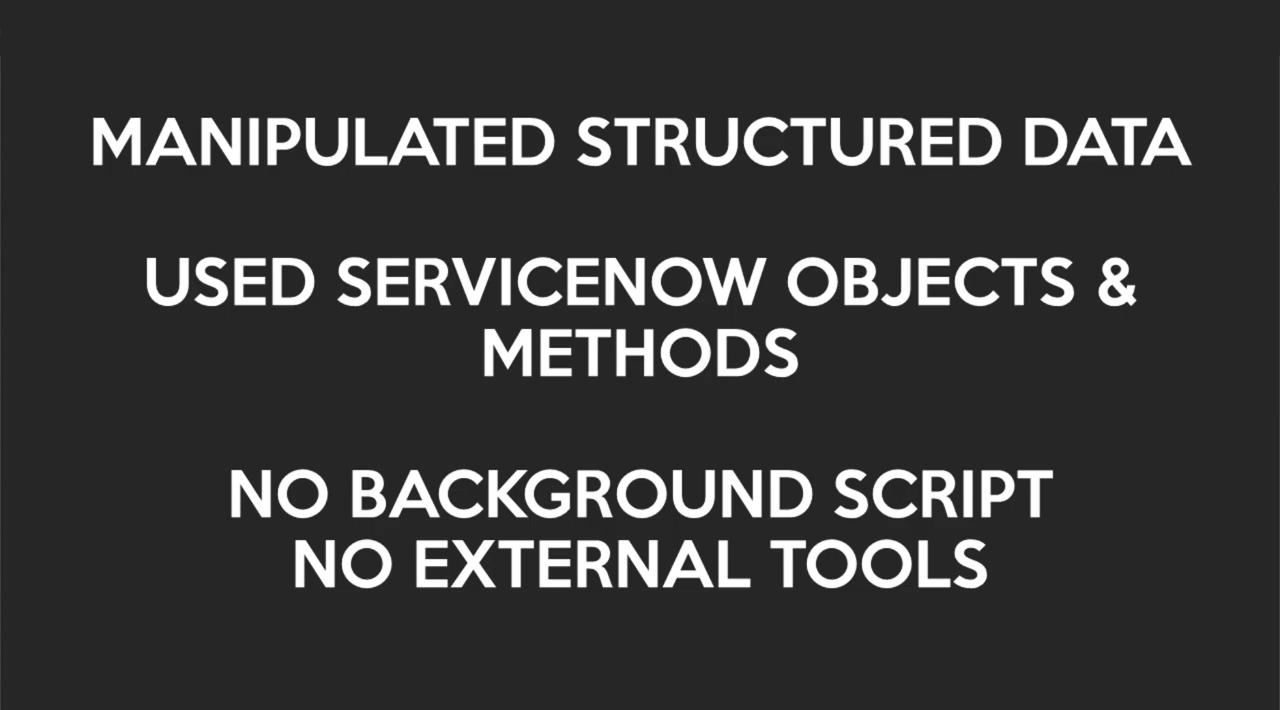 MANIPULATED STRUCTURED DATA
USED SERVICENOW OBJECTS &
METHODS
NO BACKGROUND SCRIPT
NO EXTERNAL TOOLS